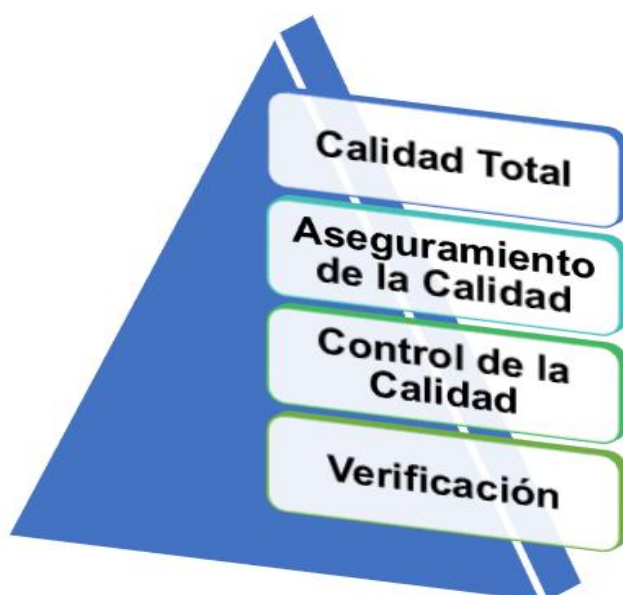 Calidad Total
Aseguramiento
de la Calidad
Control de la
Calidad
Verificación